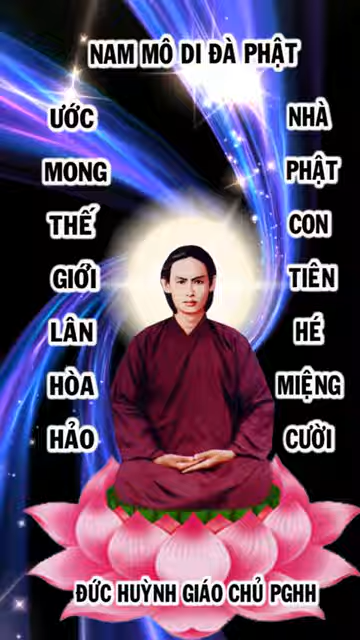 NAM MÔ DI ĐÀ PHẬT
ƯỚC
MONG
THẾ
GIỚI
LÂN
HÒA
HẢO
NHÀ
PHẬT
CON
TIÊN
HÉ
MIỆNG
CƯỜI
ĐỨC HUỲNH GIÁO CHỦ PGHH